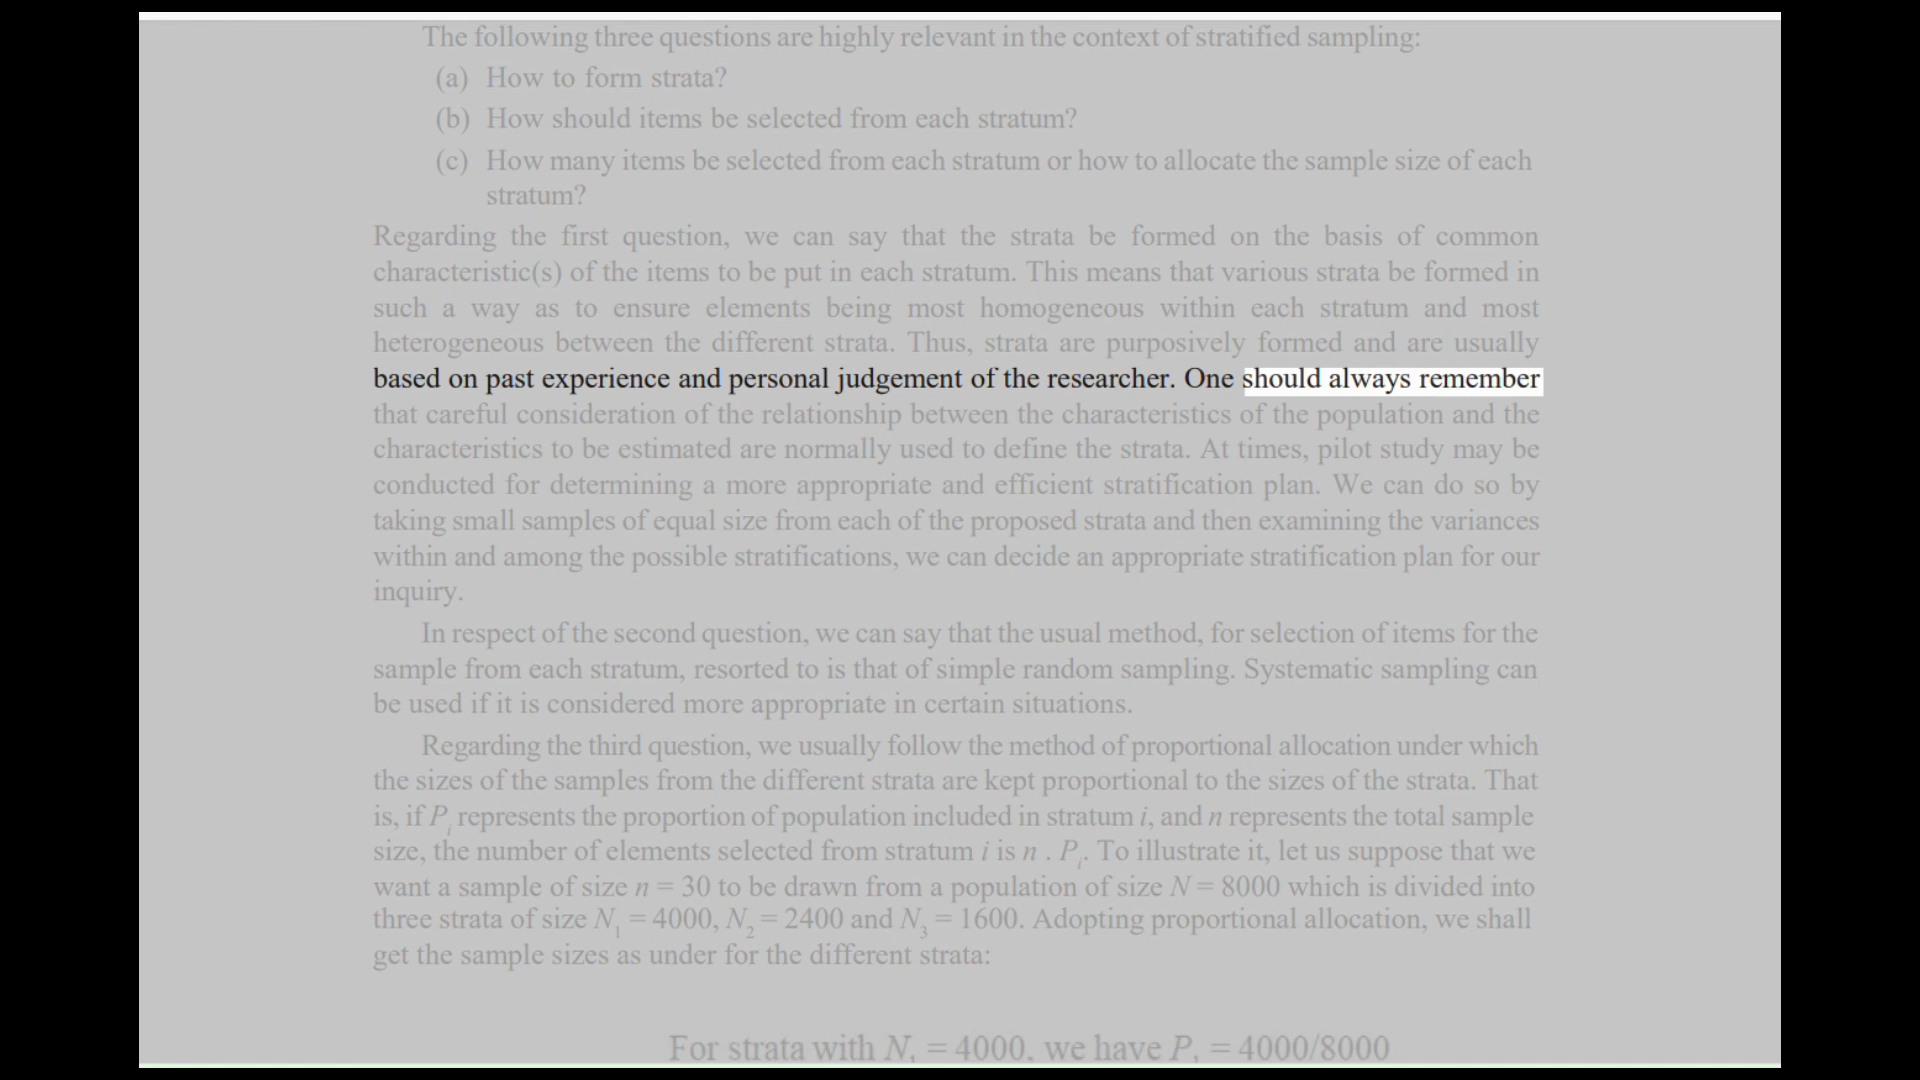 The following three questions are highly relevant in the context of stratified sampling:
(a) How to form strata?
(b) How should items be selected from each stratum?
(c) How many items be selected from each stratum or how to allocate the sample size of each
stratum?
Regarding the first question, we can say that the strata be formed on the basis of common
characteristic(s) of the items to be put in each stratum. This means that various strata be formed in
such a way as to ensure elements being most homogeneous within each stratum and most
heterogeneous between the different strata. Thus, strata are purposively formed and are usually
based on past experience and personal judgement of the researcher. One should always remember
that careful consideration of the relationship between the characteristics of the population and the
characteristics to be estimated are normally used to define the strata. At times, pilot study may be
conducted for determining a more appropriate and efficient stratification plan. We can do so by
taking small samples of equal size from each of the proposed strata and then examining the variances
within and among the possible stratifications, we can decide an appropriate stratification plan for our
inquiry.
In respect of the second question, we can say that the usual method, for selection of items for the
sample from each stratum, resorted to is that of simple random sampling. Systematic sampling can
be used if it is considered more appropriate in certain situations.
Regarding the third question, we usually follow the method of proportional allocation under which
the sizes of the samples from the different strata are kept proportional to the sizes of the strata. That
is, if Pᵢ represents the proportion of population included in stratum i, and n represents the total sample
size, the number of elements selected from stratum i is n . Pᵢ. To illustrate it, let us suppose that we
want a sample of size n = 30 to be drawn from a population of size N = 8000 which is divided into
three strata of size N₁ = 4000, N₂ = 2400 and N₃ = 1600. Adopting proportional allocation, we shall
get the sample sizes as under for the different strata:
For strata with N₁ = 4000, we have P₁ = 4000/8000